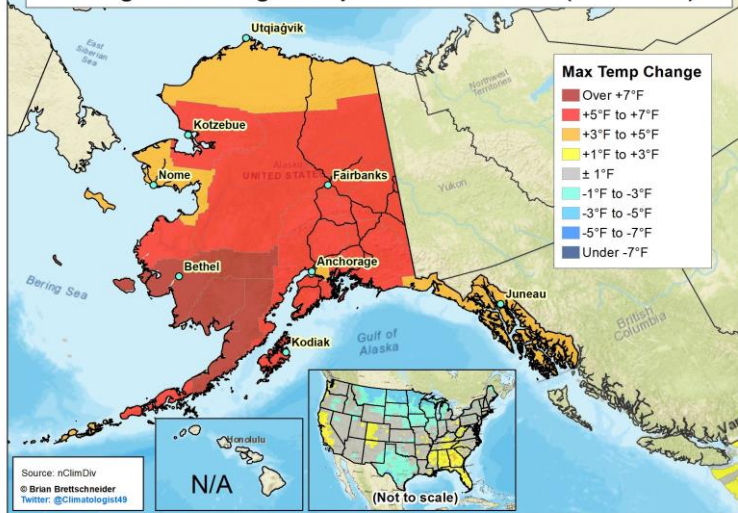 Utqiaġvik
East
Siberian
Sea
Northwest
Territories
Max Temp Change
Over +7°F
+5°F to +7°F
+3°F to +5°F
+1°F to +3°F
± 1°F
-1°F to -3°F
-3°F to -5°F
-5°F to -7°F
Under -7°F
Kotzebue
Alaska
UNITED STATES
Nome
Fairbanks
Yukon
Bethel
Anchorage
Bering Sea
Juneau
British
Columbia
Kodiak
Gulf of
Alaska
Honolulu
N/A
(Not to scale)
Source: nClimDiv
© Brian Brettschneider
Twitter: @Climatologist49